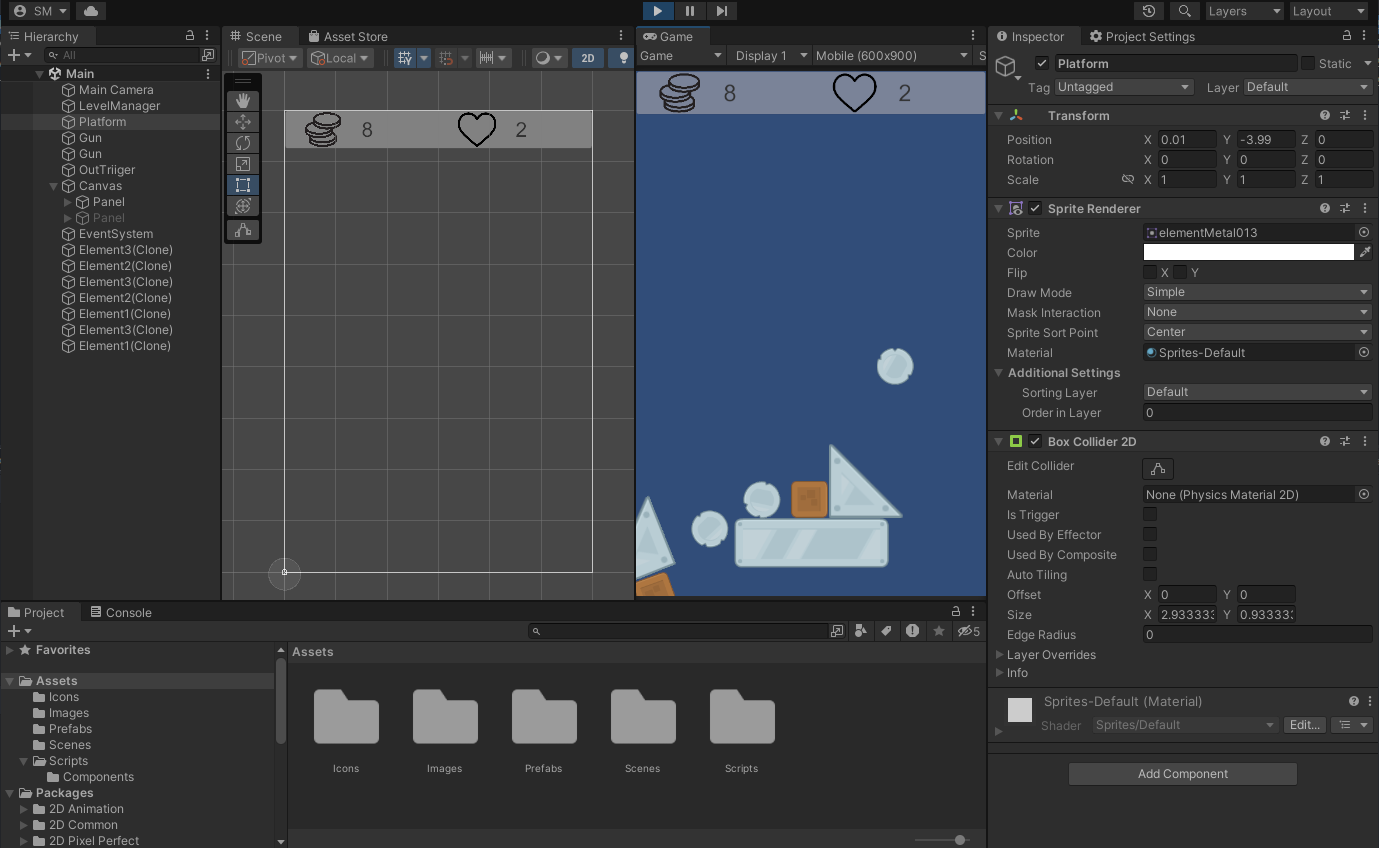 SM
Layers
Layout
Hierarchy
All
Main
Main Camera
LevelManager
Platform
Gun
Gun
OutTriiger
Canvas
Panel
Panel
EventSystem
Element3(Clone)
Element2(Clone)
Element3(Clone)
Element2(Clone)
Element1(Clone)
Element3(Clone)
Element1(Clone)
Scene
Asset Store
Pivot
Local
2D
8
2
Game
Game
Display 1
Mobile (600x900)
S
8
2
Inspector
Project Settings
Platform
Static
Tag
Untagged
Layer
Default
Transform
Position
X
0.01
Y
-3.99
Z
0
Rotation
X
0
Y
0
Z
0
Scale
X
1
Y
1
Z
1
Sprite Renderer
Sprite
elementMetal013
Color
Flip
X
Y
Draw Mode
Simple
Mask Interaction
None
Sprite Sort Point
Center
Material
Sprites-Default
Additional Settings
Sorting Layer
Default
Order in Layer
0
Box Collider 2D
Edit Collider
Material
None (Physics Material 2D)
Is Trigger
Used By Effector
Used By Composite
Auto Tiling
Offset
X
0
Y
0
Size
X
2.933333
Y
0.933333
Edge Radius
0
Layer Overrides
Info
Sprites-Default (Material)
Shader
Sprites/Default
Edit...
Add Component
Project
Console
5
Favorites
Assets
Icons
Images
Prefabs
Scenes
Scripts
Components
Packages
2D Animation
2D Common
2D Pixel Perfect
Assets
Icons
Images
Prefabs
Scenes
Scripts